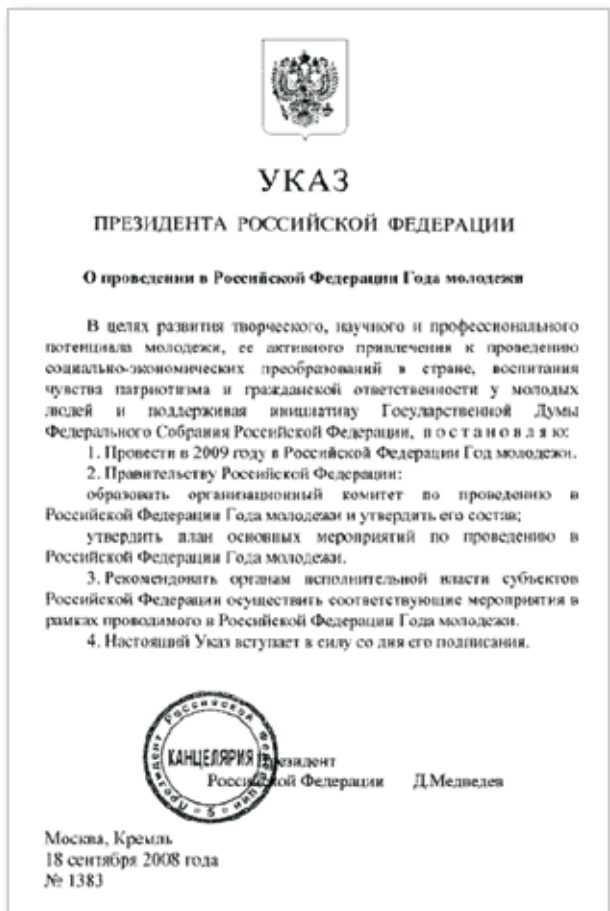 УКАЗ
ПРЕЗИДЕНТА РОССИЙСКОЙ ФЕДЕРАЦИИ
О проведении в Российской Федерации Года молодежи
В целях развития творческого, научного и профессионального
потенциала молодежи, ее активного привлечения к проведению
социально-экономических преобразований в стране, воспитания
чувства патриотизма и гражданской ответственности у молодых
людей и поддерживая инициативу Государственной Думы
Федерального Собрания Российской Федерации, п о с т а н о в л я ю:
1. Провести в 2009 году в Российской Федерации Год молодежи.
2. Правительству Российской Федерации:
образовать организационный комитет по проведению в
Российской Федерации Года молодежи и утвердить его состав;
утвердить план основных мероприятий по проведению в
Российской Федерации Года молодежи.
3. Рекомендовать органам исполнительной власти субъектов
Российской Федерации осуществить соответствующие мероприятия в
рамках проводимого в Российской Федерации Года молодежи.
4. Настоящий Указ вступает в силу со дня его подписания.
Президент Российской Федерации
5
КАНЦЕЛЯРИЯ
Президент
Российской Федерации Д.Медведев
Москва, Кремль
18 сентября 2008 года
№ 1383